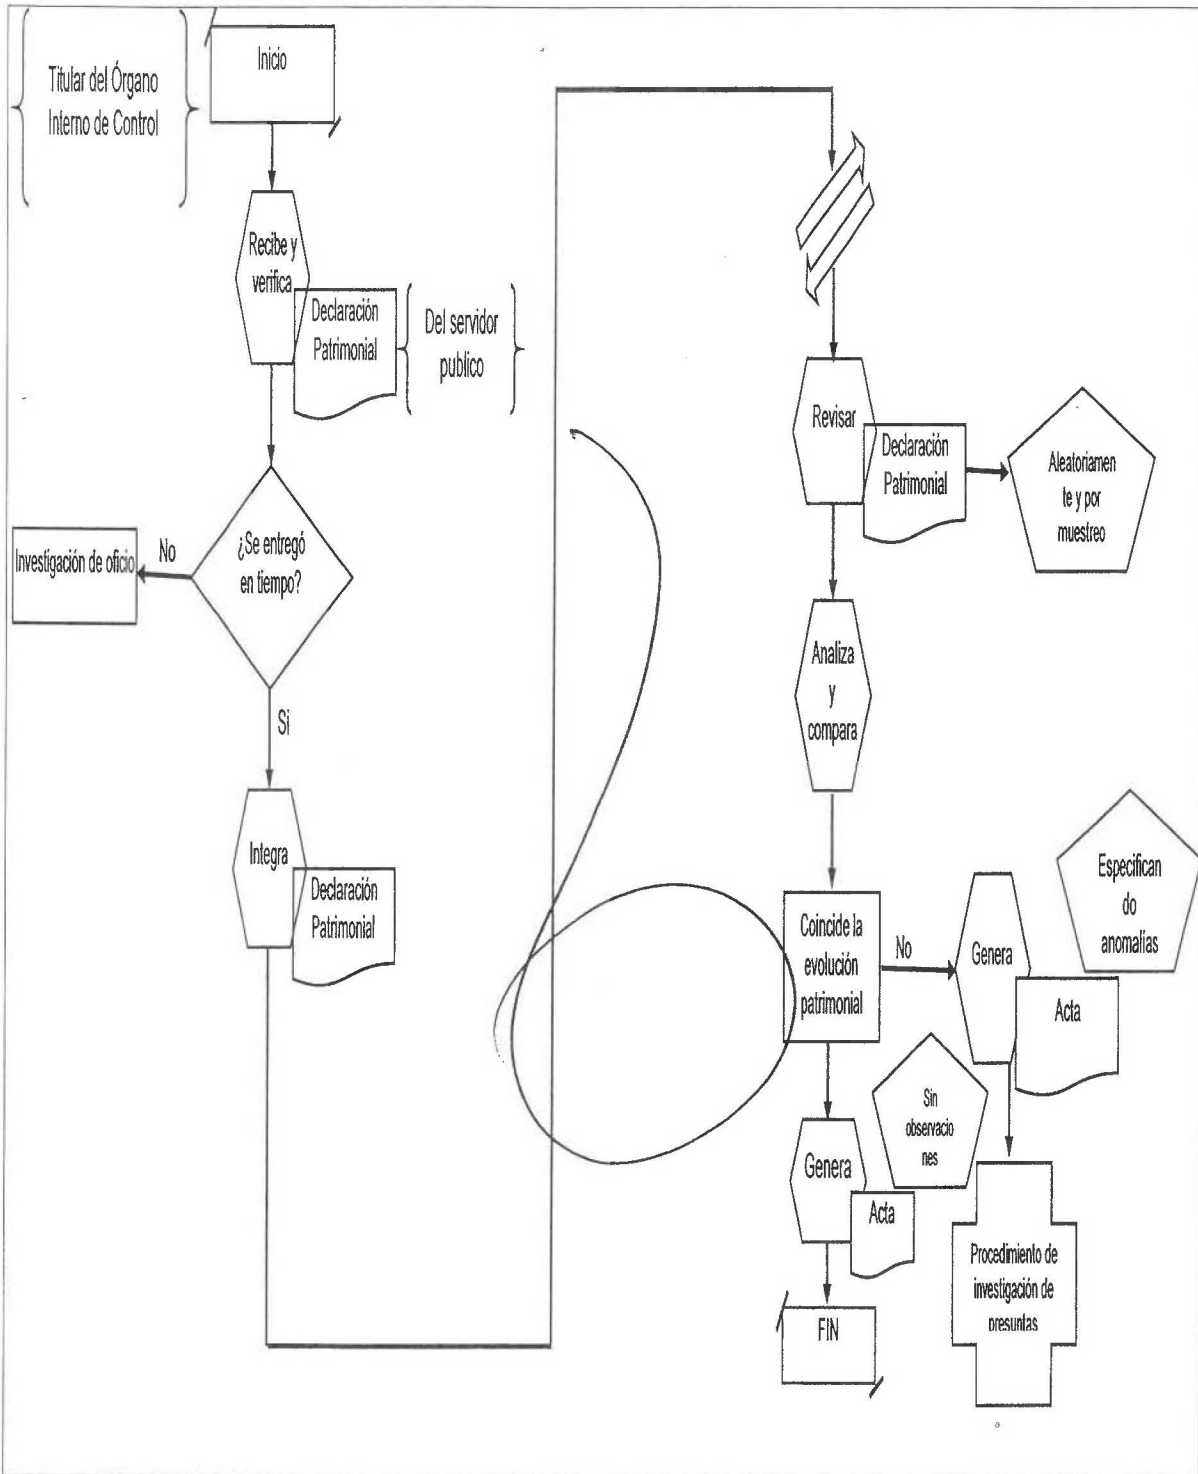 Titular del Órgano
Interno de Control
Inicio
Recibe y
verifica
Declaración
Patrimonial
Del servidor
publico
¿Se entregó
en tiempo?
No
Investigación de oficio
Si
Integra
Declaración
Patrimonial
Revisar
Declaración
Patrimonial
Aleatoriamen
te y por
muestreo
Analiza
y
compara
Coincide la
evolución
patrimonial
No
Genera
Acta
Especifican
do
anomalías
Procedimiento de
investigación de
presuntas
Genera
Acta
Sin
observacio
nes
FIN